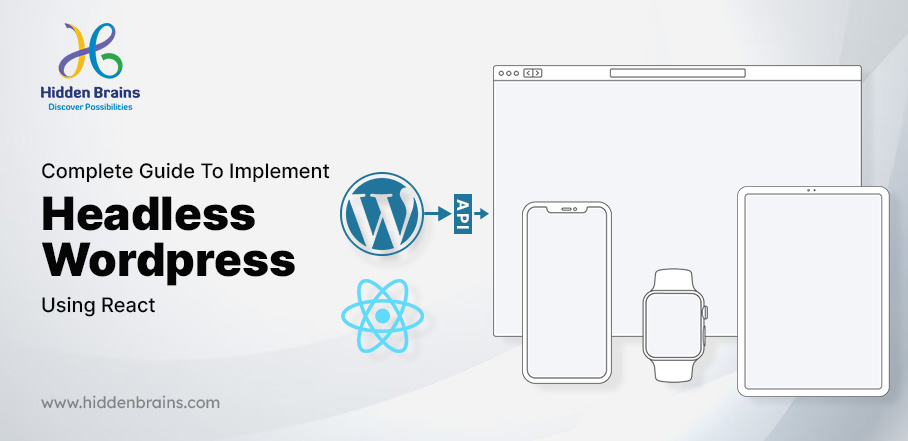 Hidden Brains
Discover Possibilities
Complete Guide To Implement
Headless
Wordpress
Using React
API
www.hiddenbrains.com